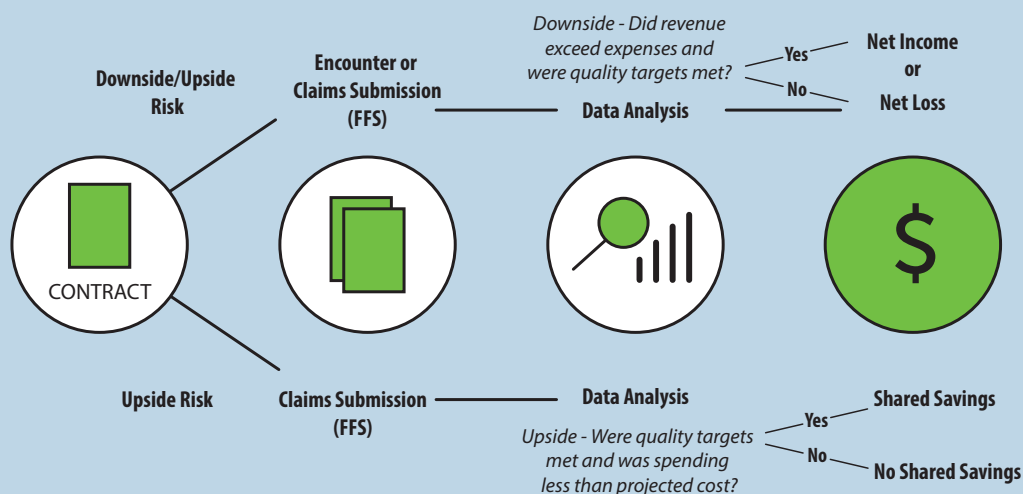 Downside - Did revenue
exceed expenses and
were quality targets met?
Yes
No
Net Income
or
Net Loss
Downside/Upside
Risk
Encounter or
Claims Submission
(FFS)
Data Analysis
CONTRACT
$
Upside Risk
Claims Submission
(FFS)
Data Analysis
Upside - Were quality targets
met and was spending
less than projected cost?
Yes
No
Shared Savings
No Shared Savings